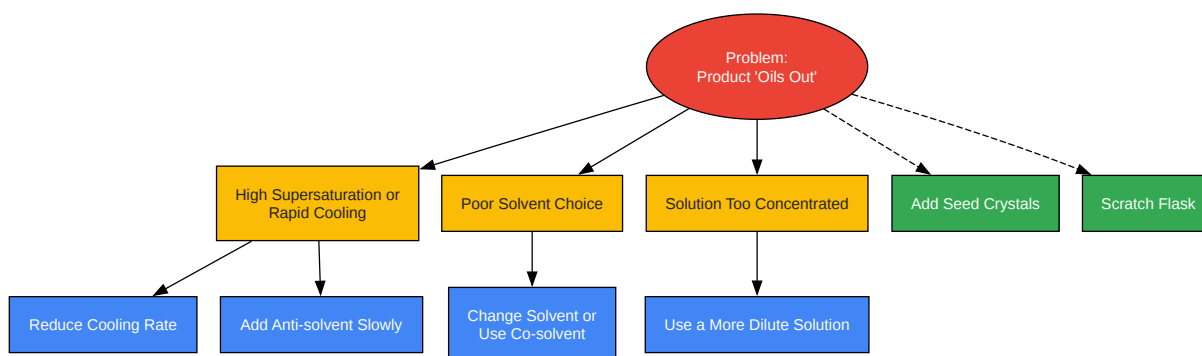 Problem:
Product 'Oils Out'
High Supersaturation or
Rapid Cooling
Poor Solvent Choice
Solution Too Concentrated
Add Seed Crystals
Scratch Flask
Reduce Cooling Rate
Add Anti-solvent Slowly
Change Solvent or
Use Co-solvent
Use a More Dilute Solution